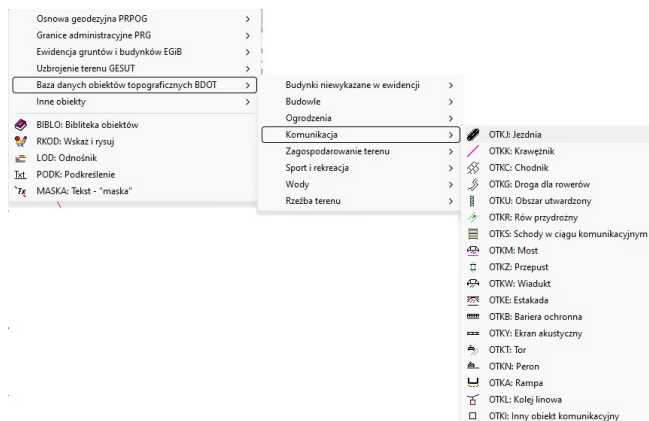 Osnowa geodezyjna PRPOG
Granice administracyjne PRG
Ewidencja gruntów i budynków EGiB
Uzbrojenie terenu GESUT
Baza danych obiektów topograficznych BDOT
Inne obiekty
BIBLO: Bibliteka obiektów
RKOD: Wskaż i rysuj
LOD: Odnośnik
Txt PODK: Podkreślenie
Tx MASKA: Tekst - "maska"
Budynki niewykazane w ewidencji
Budowle
Ogrodzenia
Komunikacja
Zagospodarowanie terenu
Sport i rekreacja
Wody
Rzeźba terenu
OTKJ: Jezdnia
OTKK: Krawężnik
OTKC: Chodnik
OTKG: Droga dla rowerów
OTKU: Obszar utwardzony
OTKR: Rów przydrożny
OTKS: Schody w ciągu komunikacyjnym
OTKM: Most
OTKZ: Przepust
OTKW: Wiadukt
OTKE: Estakada
OTKB: Bariera ochronna
OTKY: Ekran akustyczny
OTKT: Tor
OTKN: Peron
OTKA: Rampa
OTKL: Kolej linowa
OTKI: Inny obiekt komunikacyjny